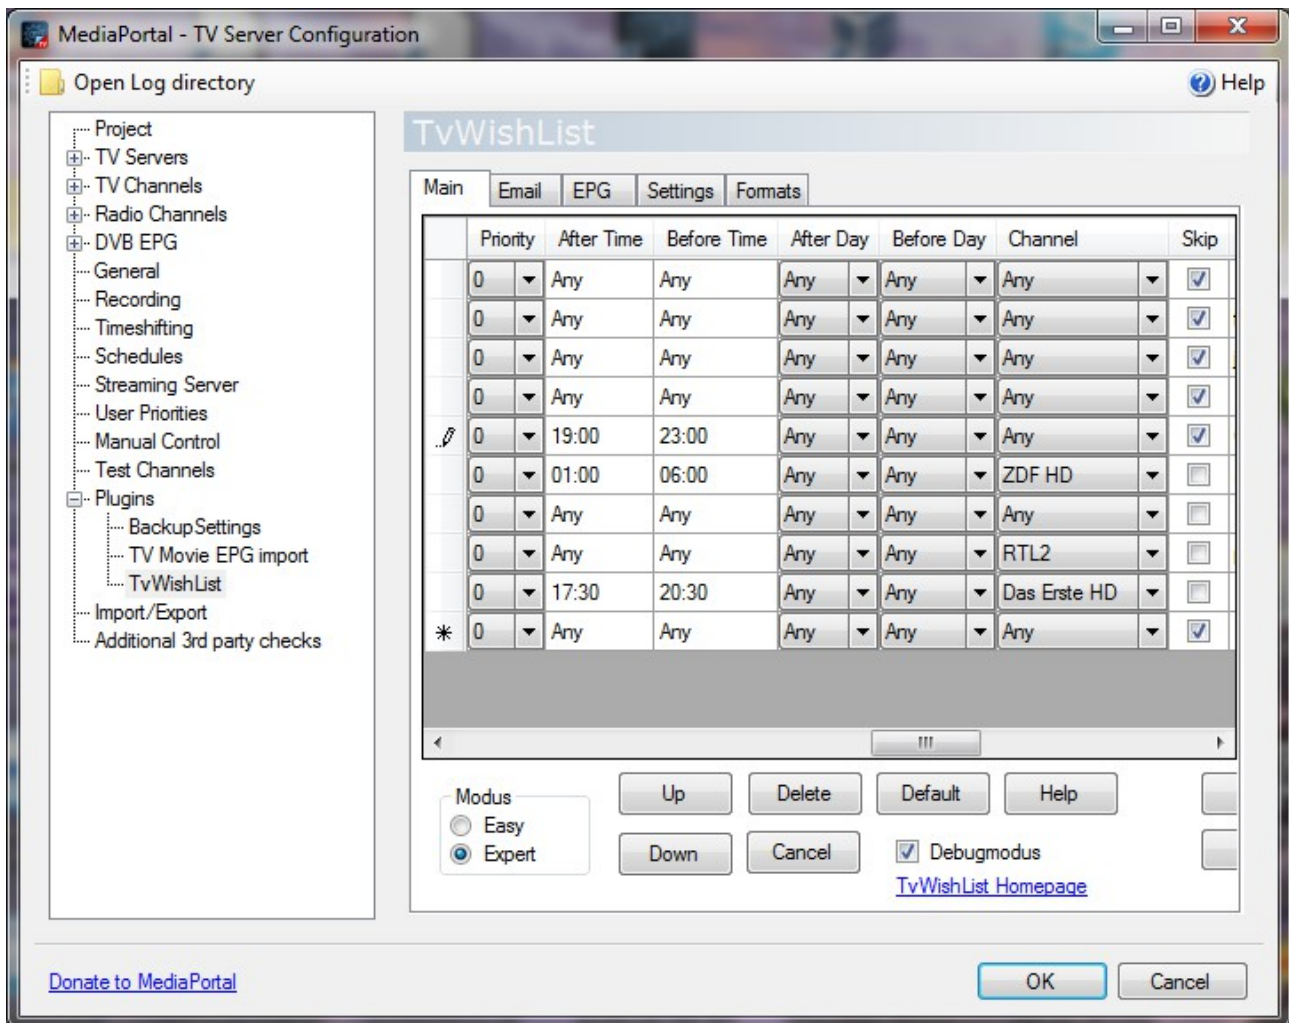 MediaPortal - TV Server Configuration
Open Log directory
Help
Project
TV Servers
TV Channels
Radio Channels
DVB EPG
General
Recording
Timeshifting
Schedules
Streaming Server
User Priorities
Manual Control
Test Channels
Plugins
BackupSettings
TV Movie EPG import
TvWishList
Import/Export
Additional 3rd party checks
TvWishList
Main Email EPG Settings Formats
Priority After Time Before Time After Day Before Day Channel Skip
0 Any Any Any Any Any
0 Any Any Any Any Any
0 Any Any Any Any Any
0 Any Any Any Any Any
0 19:00 23:00 Any Any Any
0 01:00 06:00 Any Any ZDF HD
0 Any Any Any Any Any
0 Any Any Any Any RTL2
0 17:30 20:30 Any Any Das Erste HD
0 Any Any Any Any Any
Modus
Easy
Expert
Up Delete Default Help
Down Cancel Debugmodus
TvWishList Homepage
Donate to MediaPortal
OK Cancel